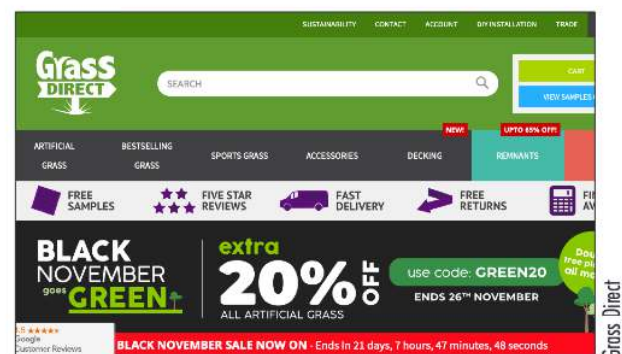 SUSTAINABILITY CONTACT ACCOUNT DIY INSTALLATION TRADE
Grass
DIRECT
SEARCH
CART
VIEW SAMPLES
NEW!
UPTO 65% OFF!
ARTIFICIAL GRASS
BESTSELLING GRASS
SPORTS GRASS
ACCESSORIES
DECKING
REMNANTS
FREE SAMPLES
FIVE STAR REVIEWS
FAST DELIVERY
FREE RETURNS
BLACK
NOVEMBER
goes GREEN
extra
20% OFF
ALL ARTIFICIAL GRASS
use code: GREEN20
ENDS 26TH NOVEMBER
Google
Customer Reviews
BLACK NOVEMBER SALE NOW ON - Ends in 21 days, 7 hours, 47 minutes, 48 seconds
Grass Direct